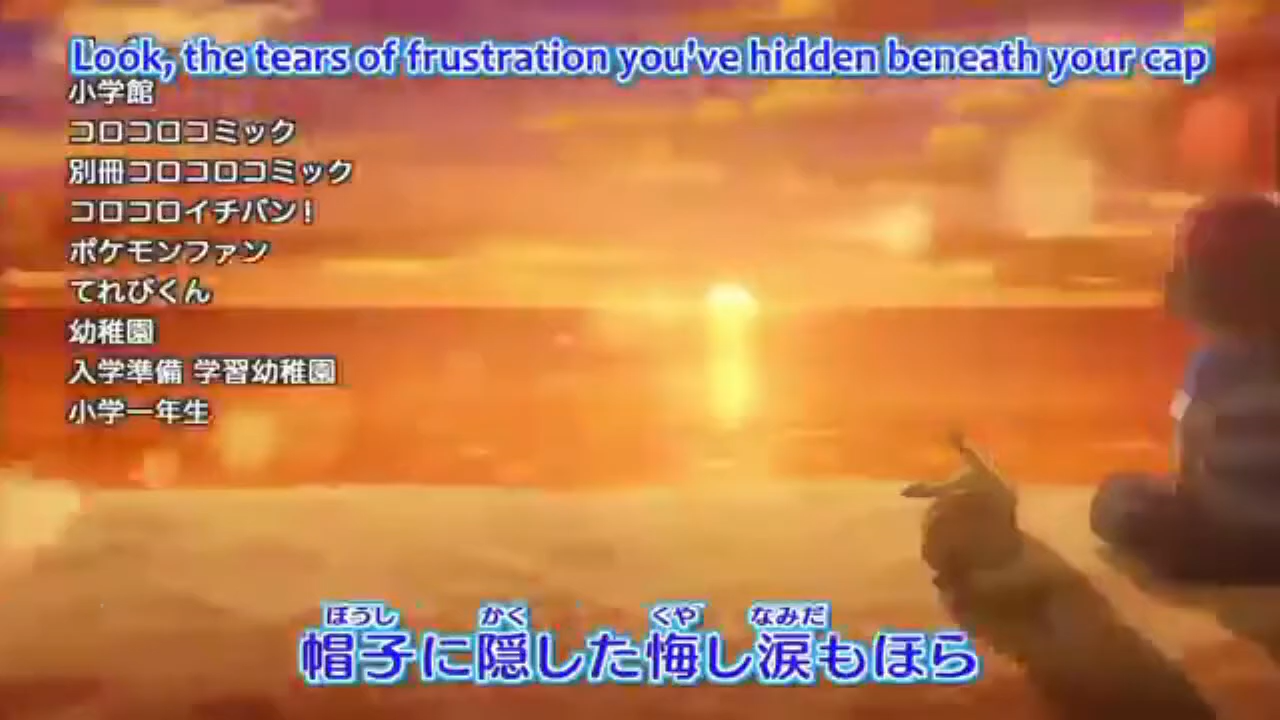 Look, the tears of frustration you've hidden beneath your cap
小学館
コロコロコミック
別冊コロコロコミック
コロコロイチバン!
ポケモンファン
てれびくん
幼稚園
入学準備 学習幼稚園
小学一年生
ぼうし かく くや なみだ
帽子に隠した悔し涙もほら